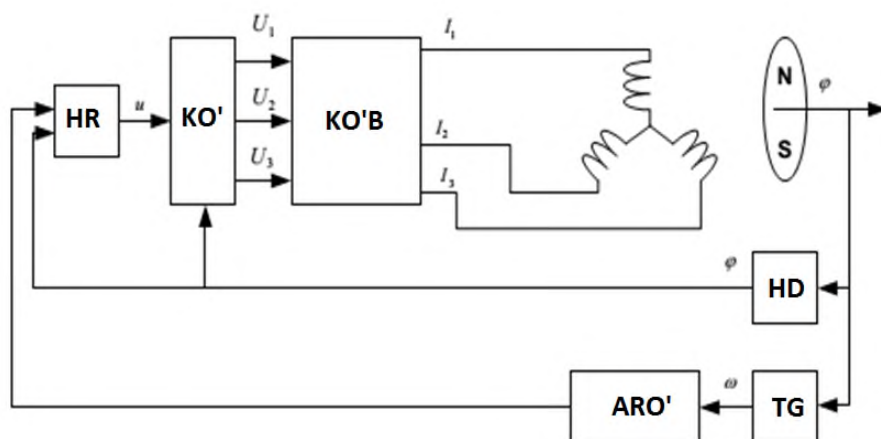 U₁
I₁
N
φ
HR
u
KO'
U₂
KO'B
I₂
S
U₃
I₃
φ
HD
ω
ARO'
TG